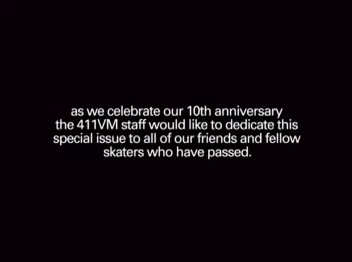 as we celebrate our 10th anniversary
the 411VM staff would like to dedicate this
special issue to all of our friends and fellow
skaters who have passed.